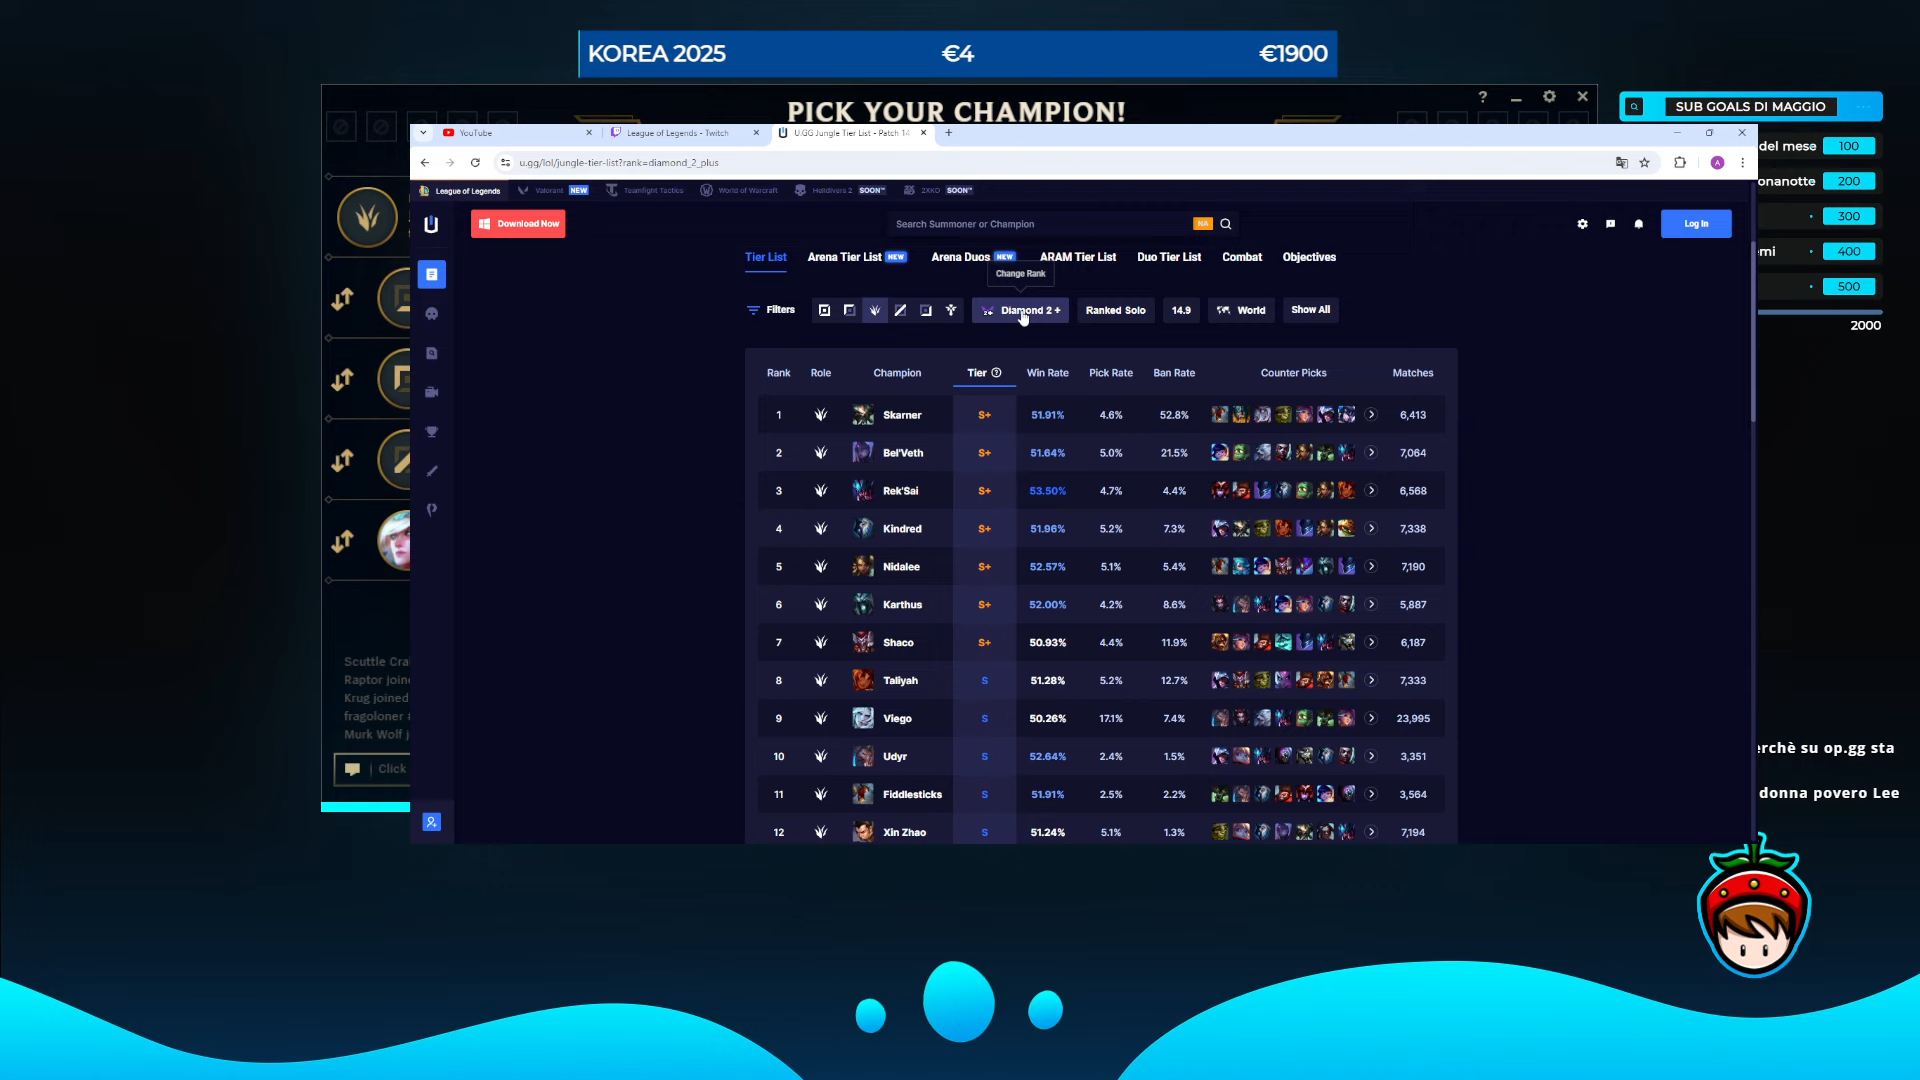 KOREA 2025 €4 €1900
PICK YOUR CHAMPION!
?
SUB GOALS DI MAGGIO
del mese 100
onanotte 200
300
emi 400
500
2000
YouTube
League of Legends - Twitch
U.GG Jungle Tier List - Patch 14
u.gg/lol/jungle-tier-list?rank=diamond_2_plus
A
League of Legends Valorant NEW Teamfight Tactics World of Warcraft Helldivers 2 SOON™ 2XKO SOON™
Download Now
Search Summoner or Champion NA
Log In
Tier List Arena Tier List NEW Arena Duos NEW ARAM Tier List Duo Tier List Combat Objectives
Change Rank
Filters Diamond 2 + Ranked Solo 14.9 World Show All
Rank Role Champion Tier Win Rate Pick Rate Ban Rate Counter Picks Matches
1 Skarner S+ 51.91% 4.6% 52.8% 6,413
2 Bel'Veth S+ 51.64% 5.0% 21.5% 7,064
3 Rek'Sai S+ 53.50% 4.7% 4.4% 6,568
4 Kindred S+ 51.96% 5.2% 7.3% 7,338
5 Nidalee S+ 52.57% 5.1% 5.4% 7,190
6 Karthus S+ 52.00% 4.2% 8.6% 5,887
7 Shaco S+ 50.93% 4.4% 11.9% 6,187
8 Taliyah S 51.28% 5.2% 12.7% 7,333
9 Viego S 50.26% 17.1% 7.4% 23,995
10 Udyr S 52.64% 2.4% 1.5% 3,351
11 Fiddlesticks S 51.91% 2.5% 2.2% 3,564
12 Xin Zhao S 51.24% 5.1% 1.3% 7,194
Scuttle Cra
Raptor joine
Krug joined
fragoloner
Murk Wolf j
Click
erchè su op.gg sta
donna povero Lee